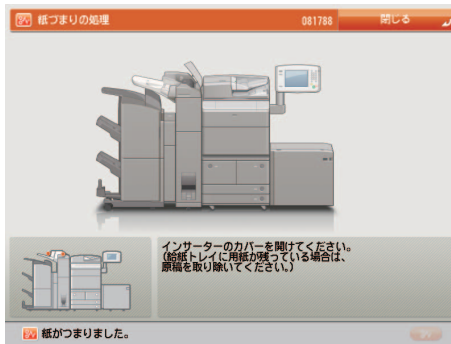 紙づまりの処理 081788 閉じる
インサーターのカバーを開けてください。
(給紙トレイに用紙が残っている場合は、
原稿を取り除いてください。)
紙がつまりました。